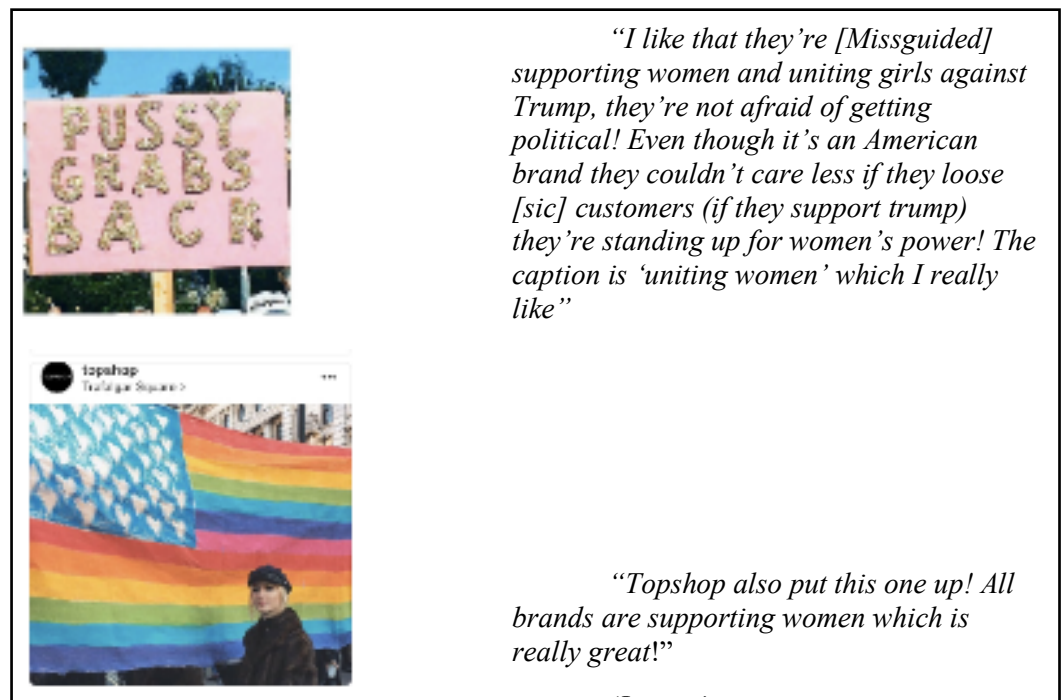 PUSSY
GRABS
BACK
“I like that they’re [Missguided]
supporting women and uniting girls against
Trump, they’re not afraid of getting
political! Even though it’s an American
brand they couldn’t care less if they loose
[sic] customers (if they support trump)
they’re standing up for women’s power! The
caption is ‘uniting women’ which I really
like”
topshop
Trafalgar Square >
“Topshop also put this one up! All
brands are supporting women which is
really great!”